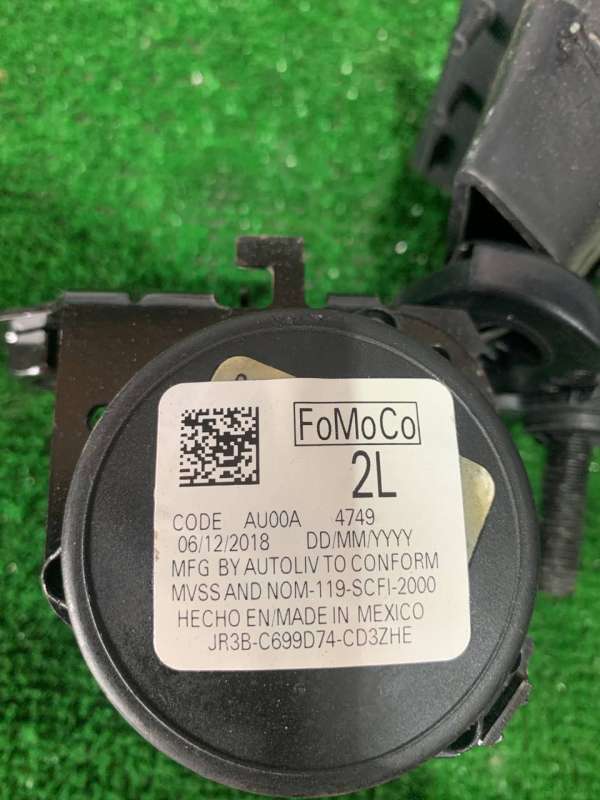 FoMoCo
2L
CODE AU00A 4749
06/12/2018 DD/MM/YYYY
MFG BY AUTOLIV TO CONFORM
MVSS AND NOM-119-SCFI-2000
HECHO EN/MADE IN MEXICO
JR3B-C699D74-CD3ZHE